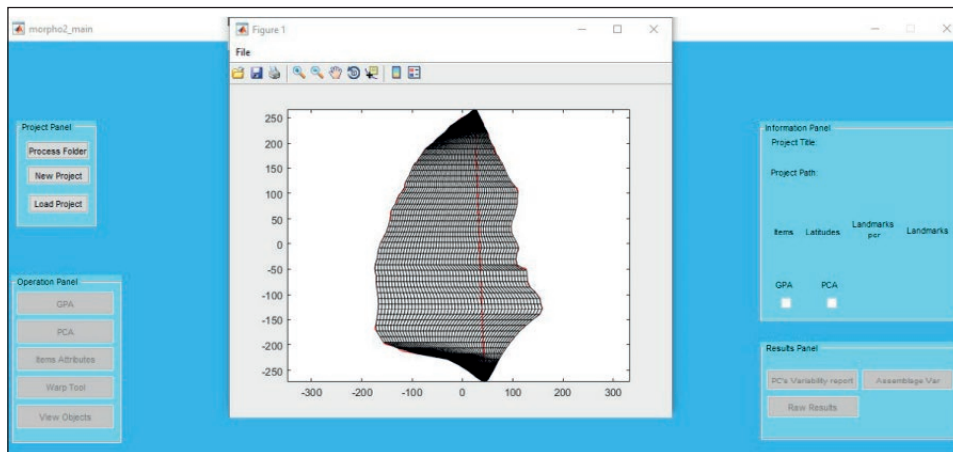 morpho2_main
Figure 1
File
Project Panel
Process Folder
New Project
Load Project
Operation Panel
GPA
PCA
Items Attributes
Warp Tool
View Objects
250
200
150
100
50
0
-50
-100
-150
-200
-250
-300 -200 -100 0 100 200 300
Information Panel
Project Title:
Project Path:
Items Latitudes Landmarks per Landmarks
GPA PCA
Results Panel
PC's Variability report Assemblage Var
Raw Results